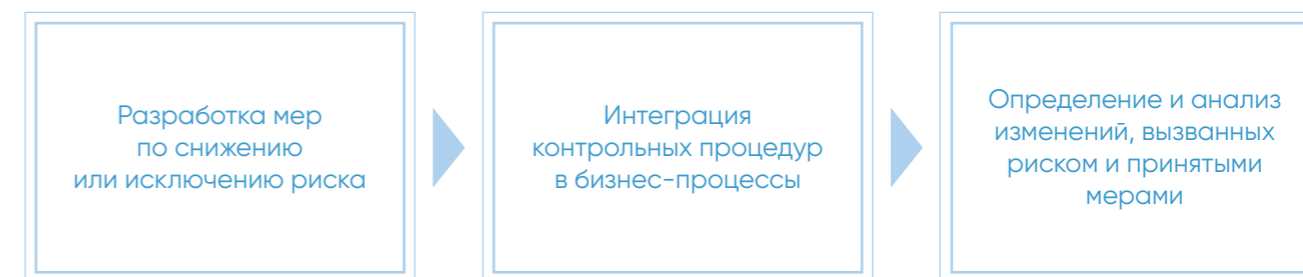 Разработка мер
по снижению
или исключению риска
Интеграция
контрольных процедур
в бизнес-процессы
Определение и анализ
изменений, вызванных
риском и принятыми
мерами